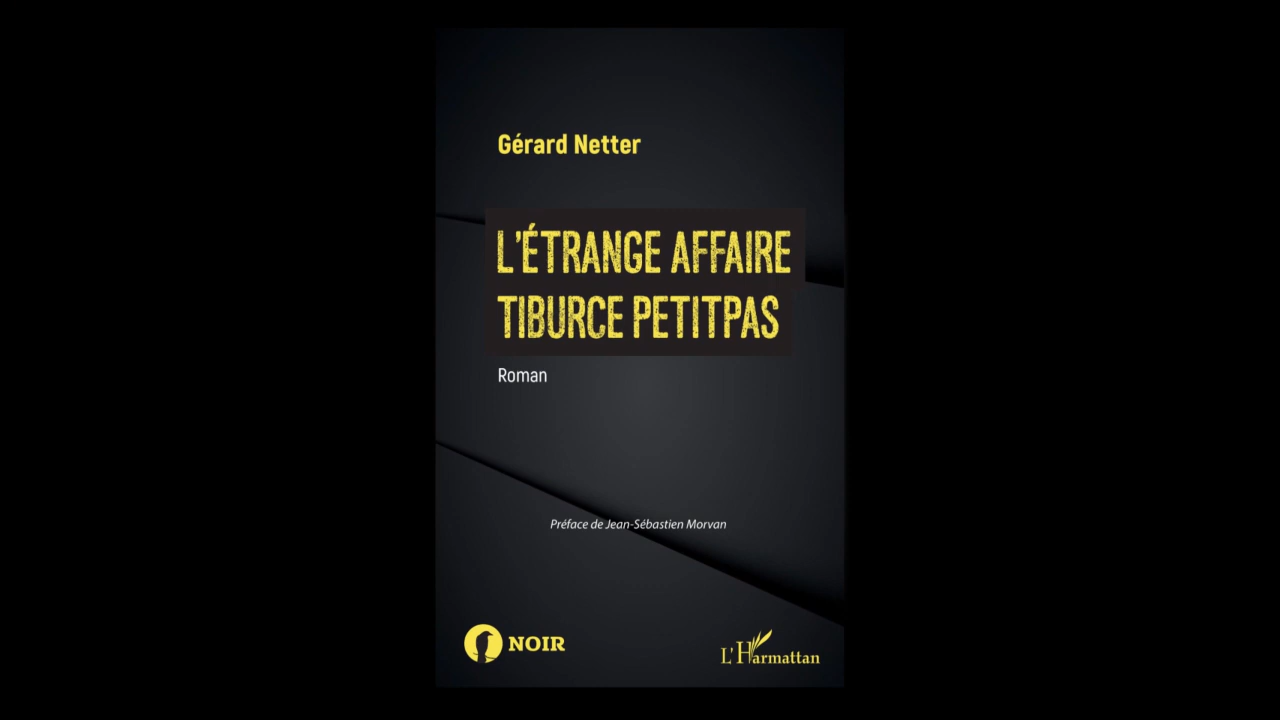 Gérard Netter
L'ÉTRANGE AFFAIRE
TIBURCE PETITPAS
Roman
Préface de Jean-Sébastien Morvan
NOIR
L'Harmattan